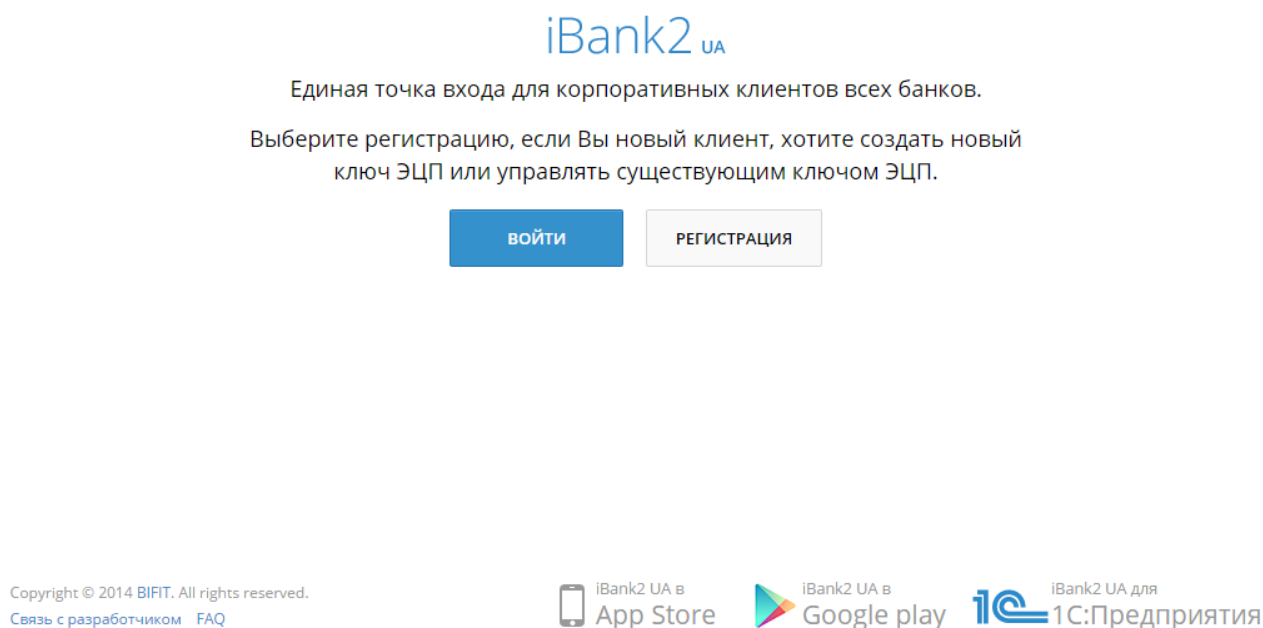 iBank2 UA
Единая точка входа для корпоративных клиентов всех банков.
Выберите регистрацию, если Вы новый клиент, хотите создать новый
ключ ЭЦП или управлять существующим ключом ЭЦП.
ВОЙТИ
РЕГИСТРАЦИЯ
Copyright © 2014 BIFIT. All rights reserved.
Связь с разработчиком FAQ
iBank2 UA в
App Store
iBank2 UA в
Google play
1С
iBank2 UA для
1С:Предприятия